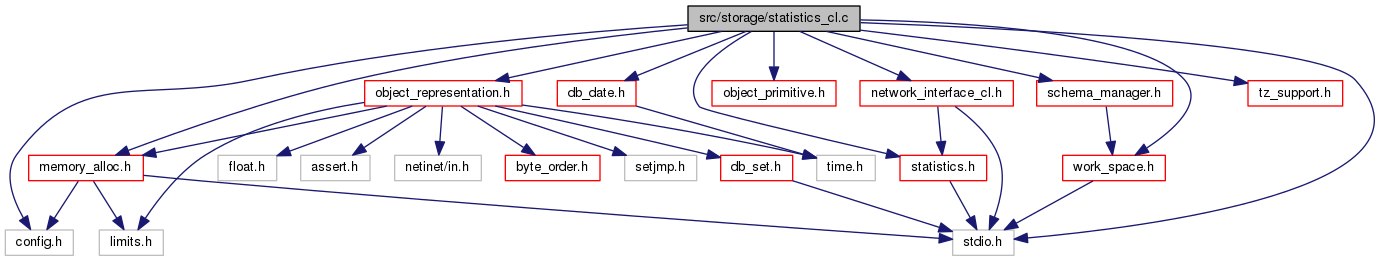 src/storage/statistics_cl.c
object_representation.h
db_date.h
object_primitive.h
network_interface_cl.h
schema_manager.h
tz_support.h
memory_alloc.h
float.h
assert.h
netinet/in.h
byte_order.h
setjmp.h
db_set.h
time.h
statistics.h
work_space.h
config.h
limits.h
stdio.h